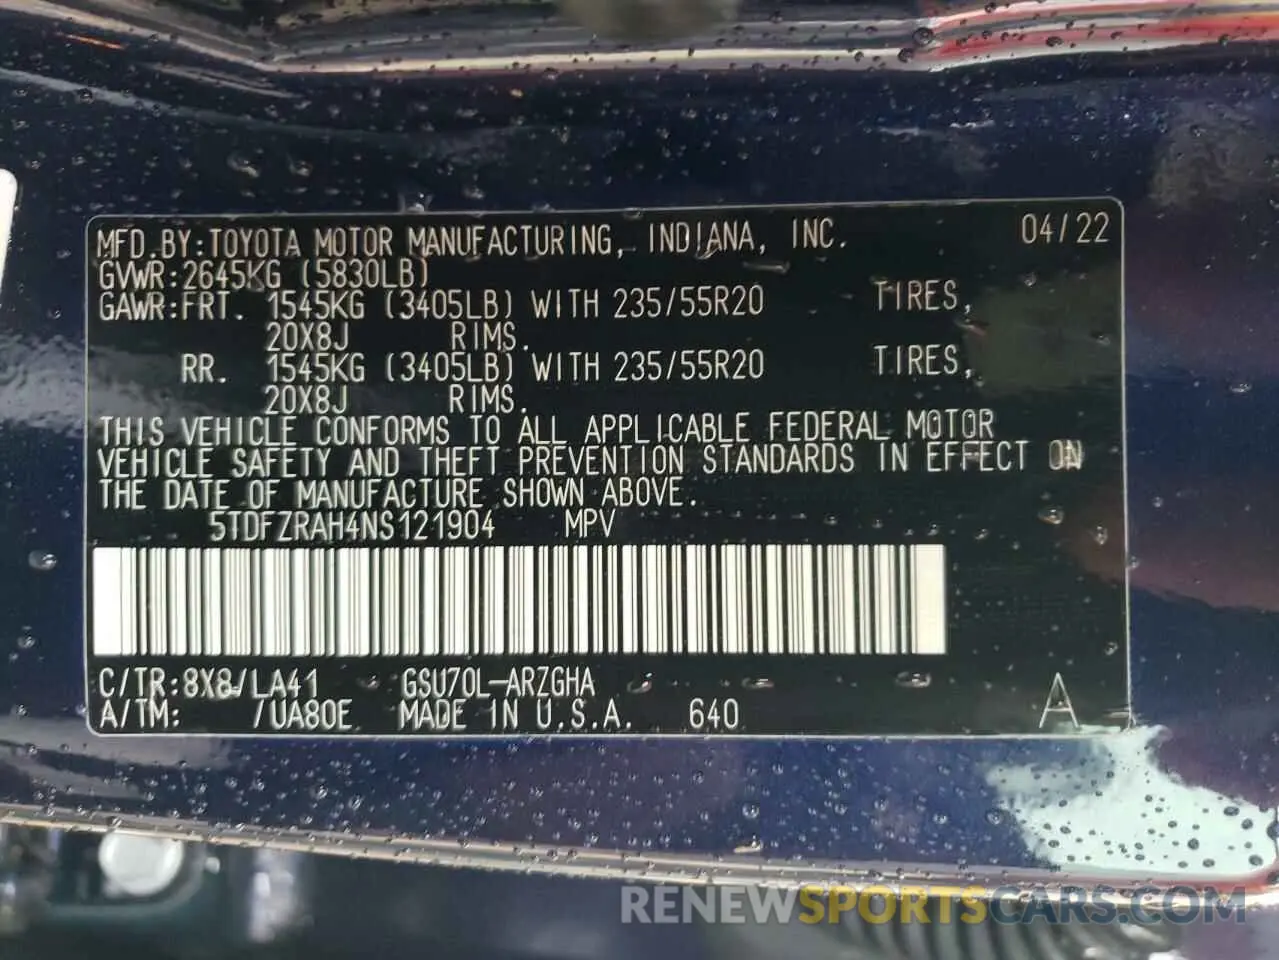 MFD.BY:TOYOTA MOTOR MANUFACTURING, INDIANA, INC. 04/22
GVWR:2645KG (5830LB)
GAWR:FRT. 1545KG (3405LB) WITH 235/55R20 TIRES,
20X8J RIMS.
RR. 1545KG (3405LB) WITH 235/55R20 TIRES,
20X8J RIMS.
THIS VEHICLE CONFORMS TO ALL APPLICABLE FEDERAL MOTOR
VEHICLE SAFETY AND THEFT PREVENTION STANDARDS IN EFFECT ON
THE DATE OF MANUFACTURE SHOWN ABOVE.
5TDFZRAH4NS121904 MPV
C/TR:8X8/LA41 GSU70L-ARZGHA
A/TM: /UA80E MADE IN U.S.A. 640 A
RENEWSPORTSCARS.COM